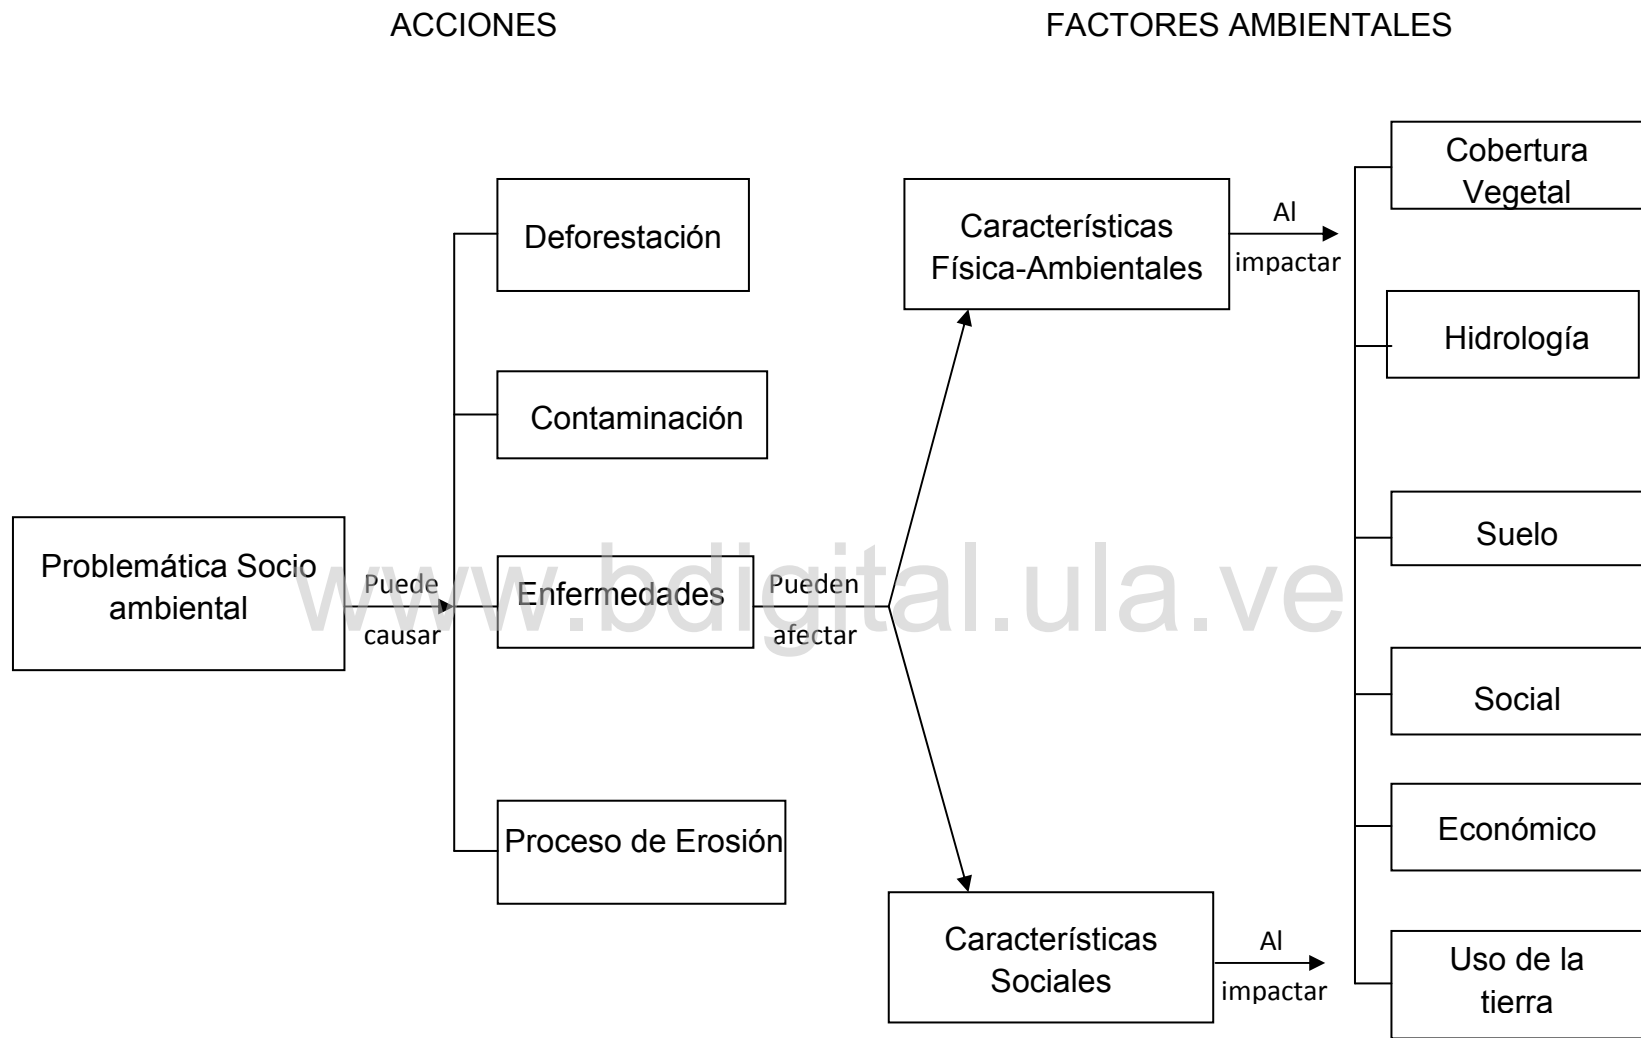 ACCIONES
FACTORES AMBIENTALES
Problemática Socio
ambiental
Puede
causar
Deforestación
Contaminación
Enfermedades
Proceso de Erosión
Pueden
afectar
Características
Física-Ambientales
Al
impactar
Características
Sociales
Al
impactar
Cobertura
Vegetal
Hidrología
Suelo
Social
Económico
Uso de la
tierra
www.bdigital.ula.ve